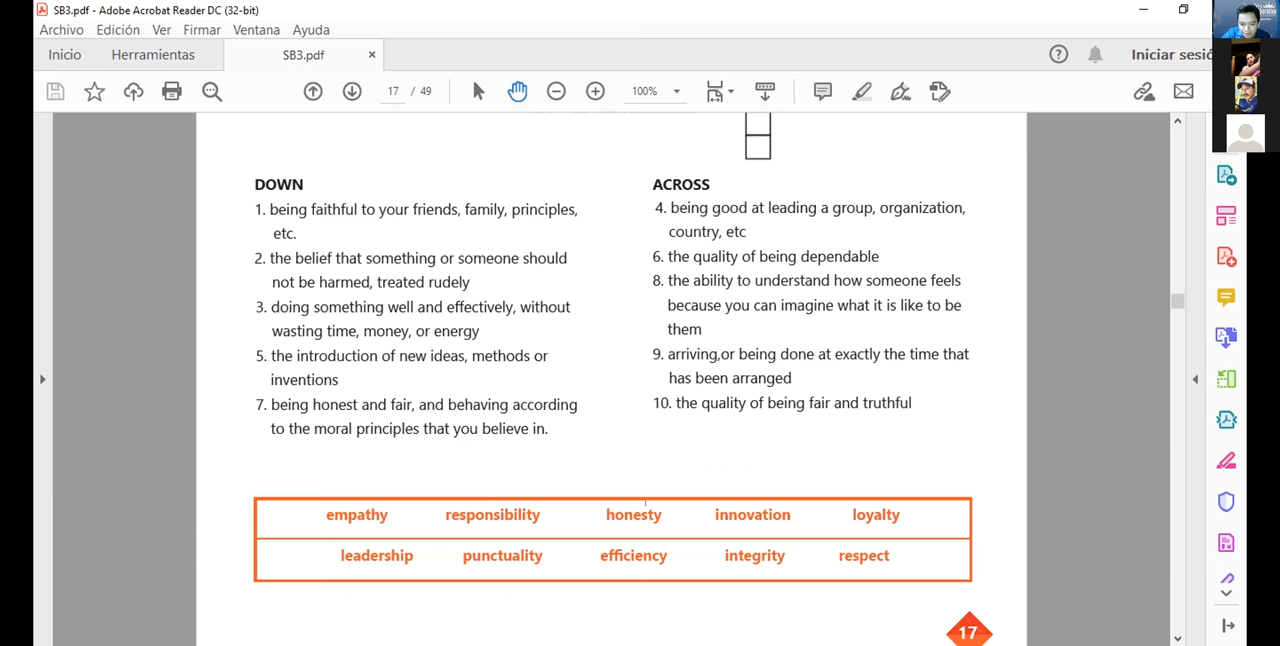 SB3.pdf - Adobe Acrobat Reader DC (32-bit)
Archivo Edición Ver Firmar Ventana Ayuda
Inicio Herramientas SB3.pdf × Iniciar sesió
17 / 49 100%
DOWN
1. being faithful to your friends, family, principles,
etc.
2. the belief that something or someone should
not be harmed, treated rudely
3. doing something well and effectively, without
wasting time, money, or energy
5. the introduction of new ideas, methods or
inventions
7. being honest and fair, and behaving according
to the moral principles that you believe in.
ACROSS
4. being good at leading a group, organization,
country, etc
6. the quality of being dependable
8. the ability to understand how someone feels
because you can imagine what it is like to be
them
9. arriving,or being done at exactly the time that
has been arranged
10. the quality of being fair and truthful
empathy responsibility honesty innovation loyalty
leadership punctuality efficiency integrity respect
17